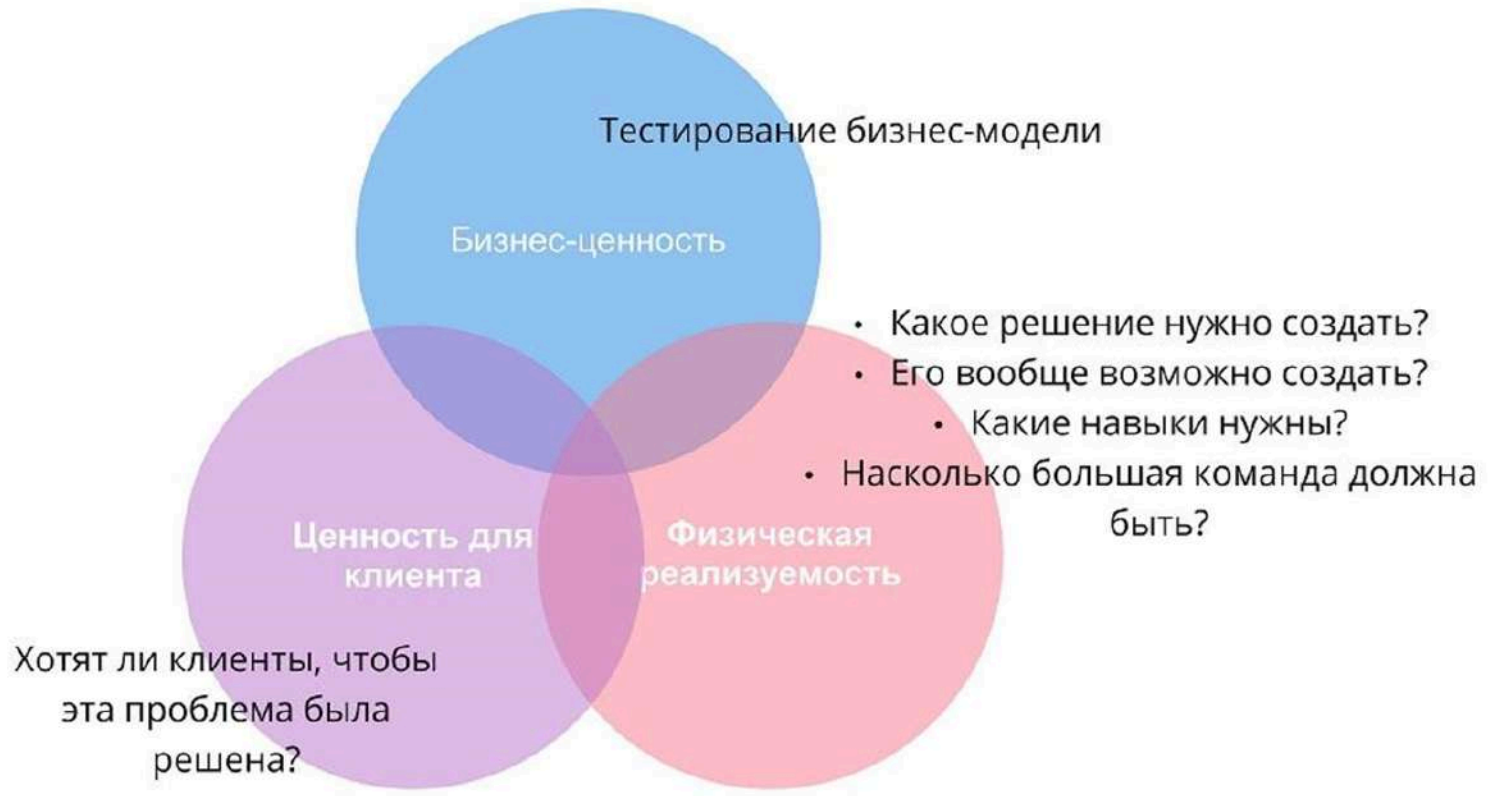 Тестирование бизнес-модели
Бизнес-ценность
• Какое решение нужно создать?
• Его вообще возможно создать?
• Какие навыки нужны?
• Насколько большая команда должна
быть?
Ценность для
клиента
Физическая
реализуемость
Хотят ли клиенты, чтобы
эта проблема была
решена?